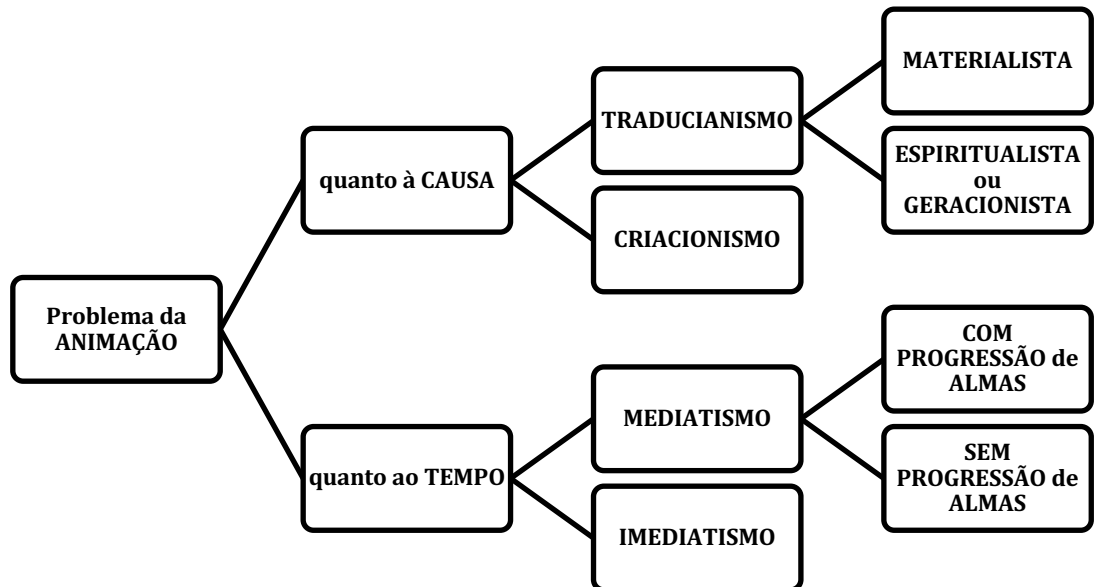 Problema da
ANIMAÇÃO
quanto à CAUSA
TRADUCIANISMO
MATERIALISTA
ESPIRITUALISTA
ou
GERACIONISTA
CRIACIONISMO
quanto ao TEMPO
MEDIATISMO
COM
PROGRESSÃO de
ALMAS
SEM
PROGRESSÃO de
ALMAS
IMEDIATISMO